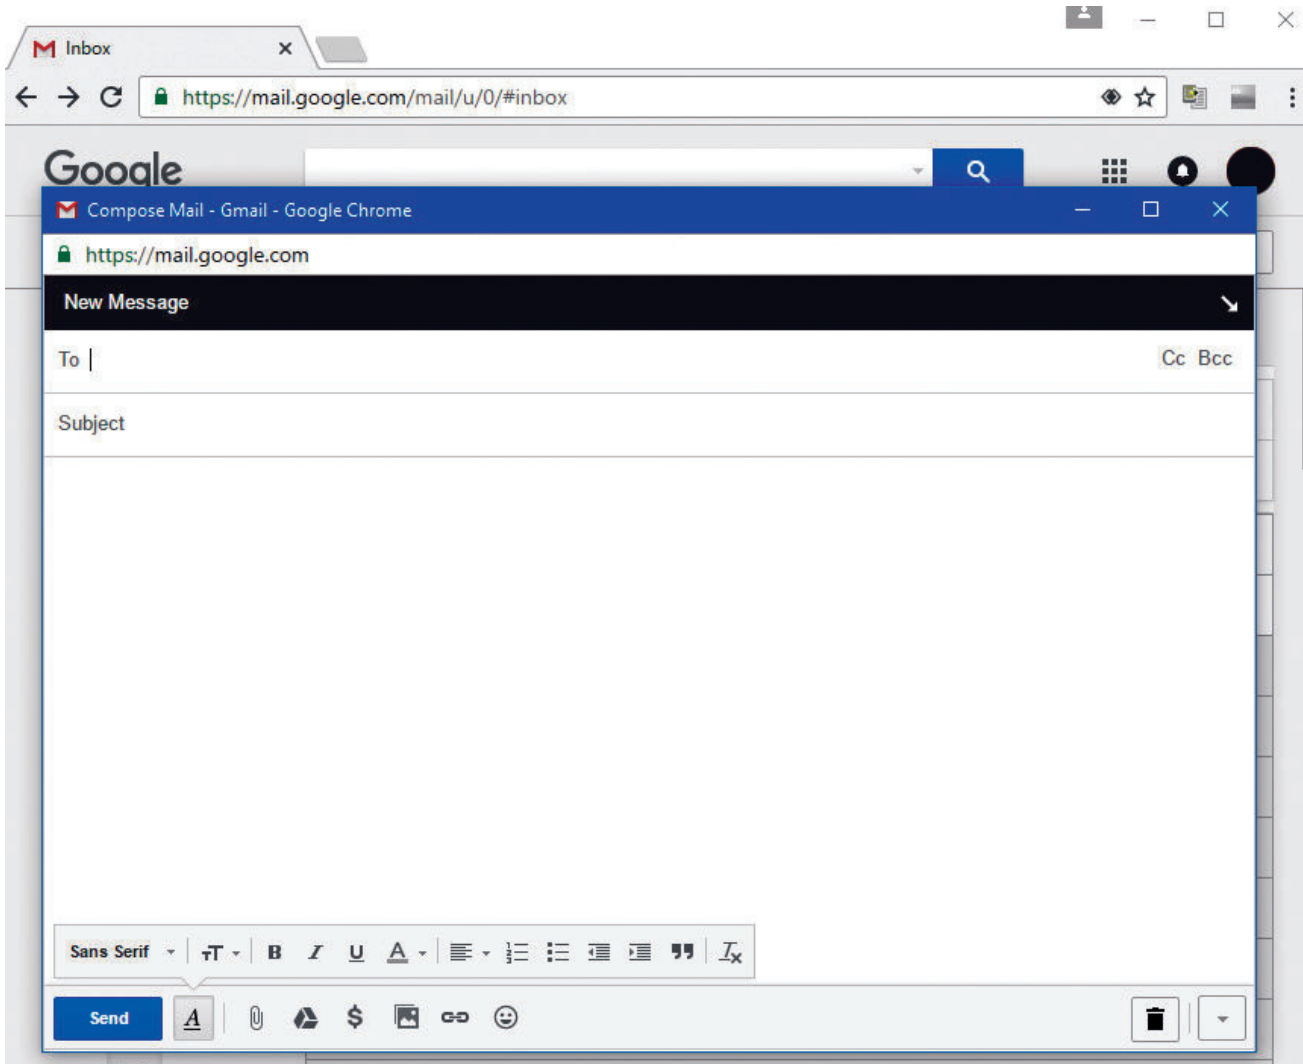 Inbox
https://mail.google.com/mail/u/0/#inbox
Google
Compose Mail - Gmail - Google Chrome
https://mail.google.com
New Message
To Cc Bcc
Subject
Sans Serif
Send